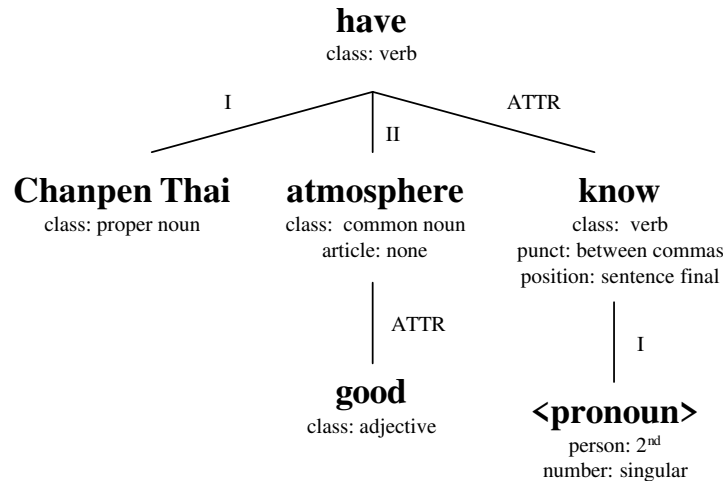 have
class: verb
I
II
ATTR
Chanpen Thai
class: proper noun
atmosphere
class: common noun
article: none
know
class: verb
punct: between commas
position: sentence final
ATTR
I
good
class: adjective
<pronoun>
person: 2nd
number: singular